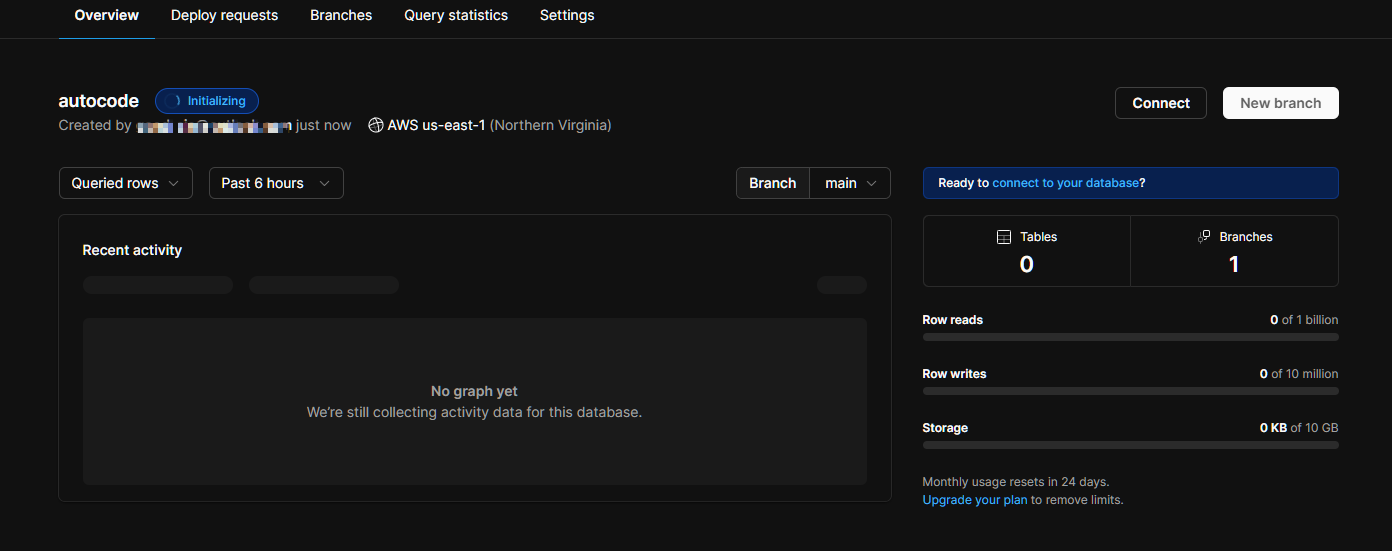 Overview Deploy requests Branches Query statistics Settings
autocode Initializing
Connect New branch
Created by just now AWS us-east-1 (Northern Virginia)
Queried rows Past 6 hours Branch main
Ready to connect to your database?
Recent activity
Tables Branches
0 1
Row reads 0 of 1 billion
Row writes 0 of 10 million
No graph yet
We're still collecting activity data for this database.
Storage 0 KB of 10 GB
Monthly usage resets in 24 days.
Upgrade your plan to remove limits.